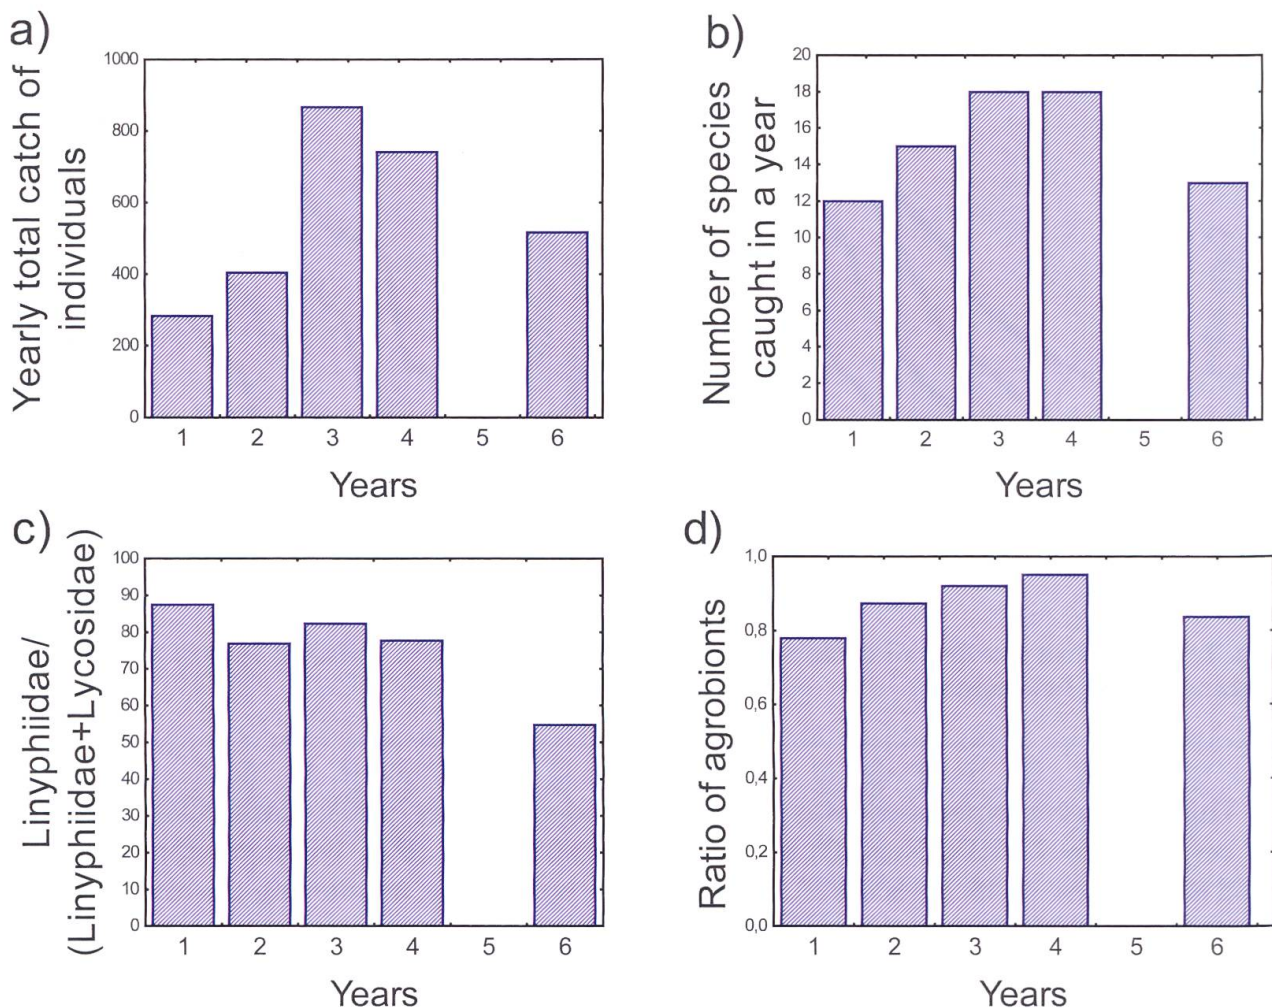 a)
Yearly total catch of
individuals
1000
800
600
400
200
0
1 2 3 4 5 6
Years
b)
Number of species
caught in a year
20
18
16
14
12
10
8
6
4
2
0
1 2 3 4 5 6
Years
c)
Linyphiidae/
(Linyphiidae+Lycosidae)
100
90
80
70
60
50
40
30
20
10
0
1 2 3 4 5 6
Years
d)
Ratio of agrobionts
1,0
0,8
0,6
0,4
0,2
0,0
1 2 3 4 5 6
Years